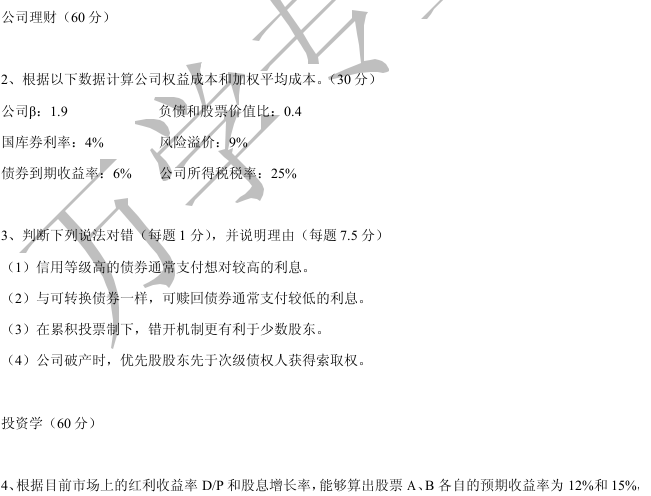 公司理财（60 分）
2、根据以下数据计算公司权益成本和加权平均成本。（30 分）
公司β：1.9 负债和股票价值比：0.4
国库券利率：4% 风险溢价：9%
债券到期收益率：6% 公司所得税税率：25%
3、判断下列说法对错（每题 1 分），并说明理由（每题 7.5 分）
（1）信用等级高的债券通常支付想对较高的利息。
（2）与可转换债券一样，可赎回债券通常支付较低的利息。
（3）在累积投票制下，错开机制更有利于少数股东。
（4）公司破产时，优先股股东先于次级债权人获得索取权。
投资学（60 分）
4、根据目前市场上的红利收益率 D/P 和股息增长率，能够算出股票 A、B 各自的预期收益率为 12%和 15%，
万学专